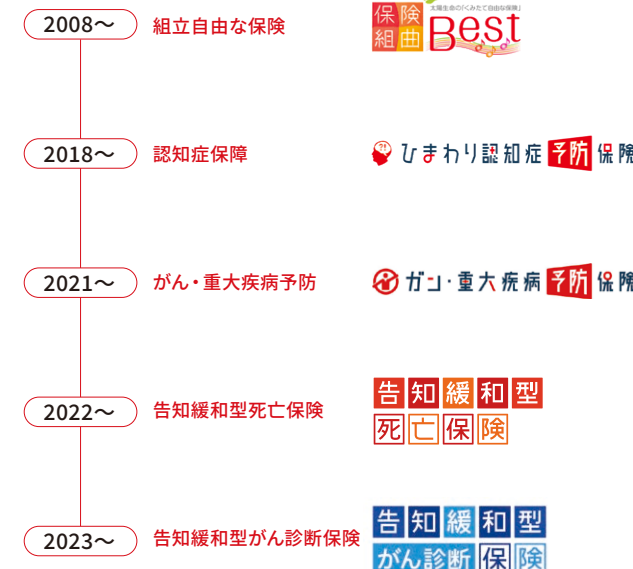 2008〜
組立自由な保険
太陽生命の「くみたて自由な保険」
保険
組曲
Best
2018〜
認知症保障
ひまわり認知症予防保険
2021〜
がん・重大疾病予防
ガン・重大疾病予防保険
2022〜
告知緩和型死亡保険
告知緩和型
死亡保険
2023〜
告知緩和型がん診断保険
告知緩和型
がん診断保険